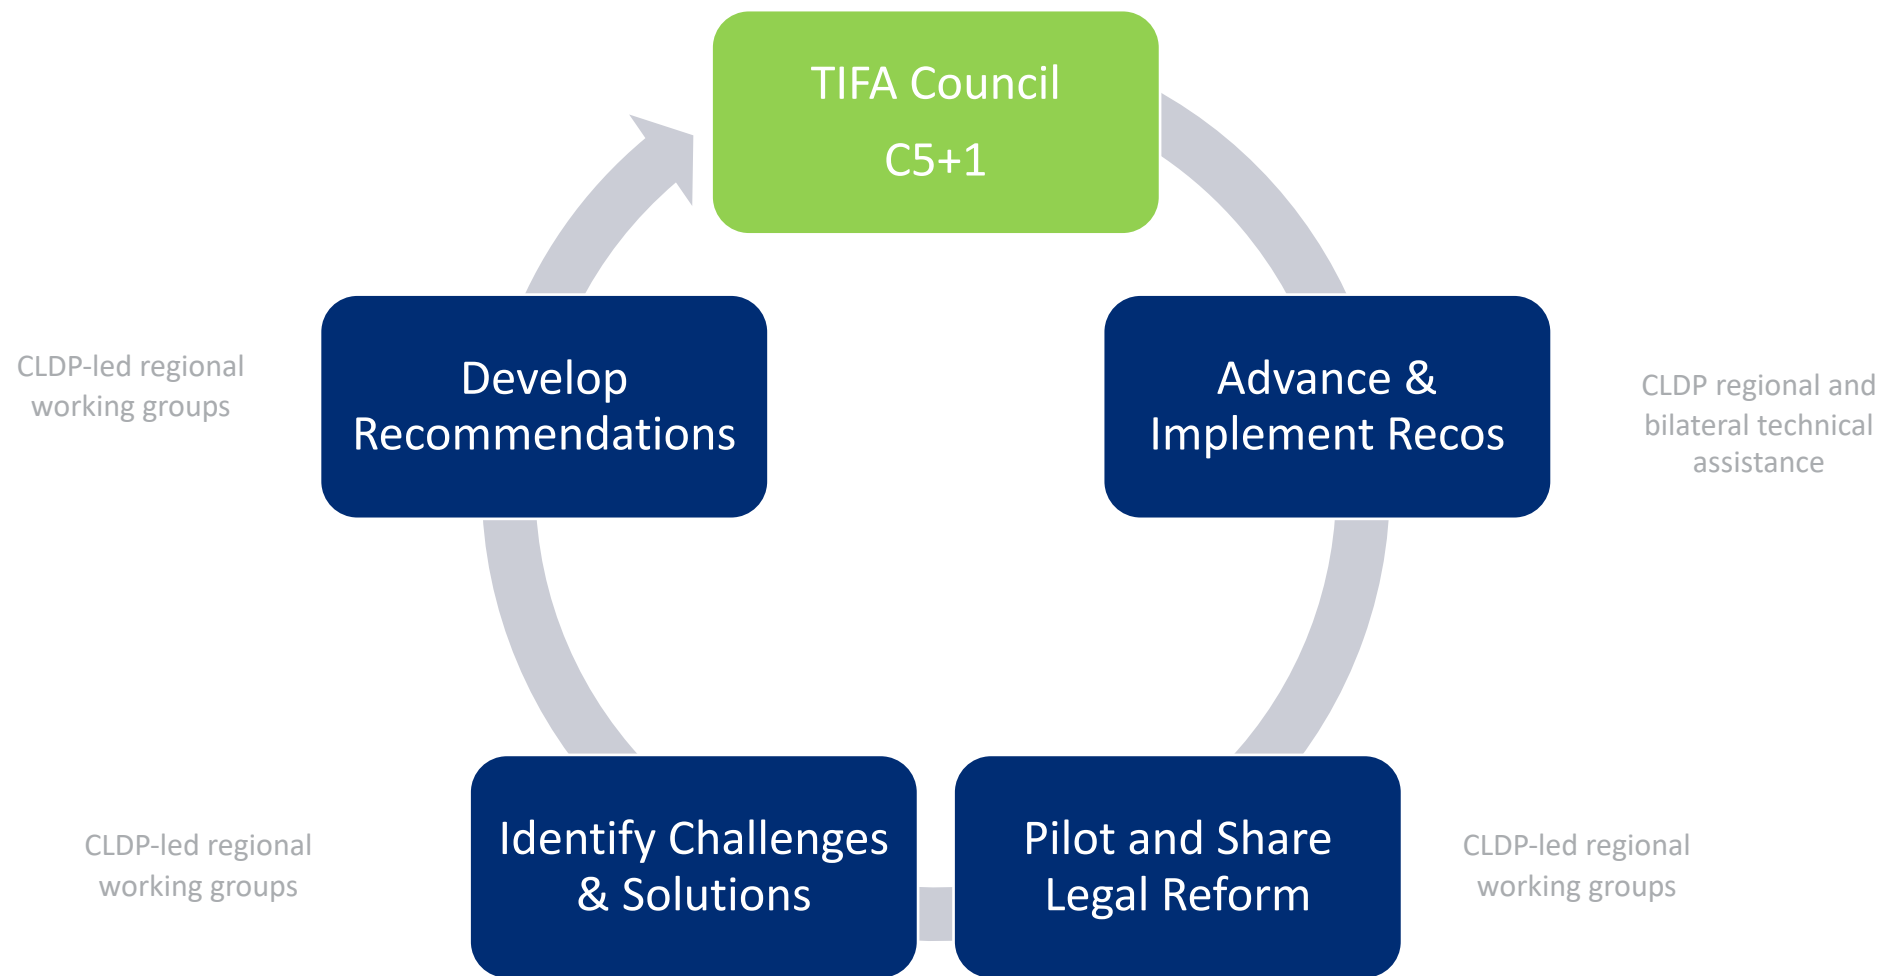 TIFA Council
C5+1
CLDP-led regional
working groups
Develop
Recommendations
Advance &
Implement Recos
CLDP regional and
bilateral technical
assistance
CLDP-led regional
working groups
Identify Challenges
& Solutions
Pilot and Share
Legal Reform
CLDP-led regional
working groups